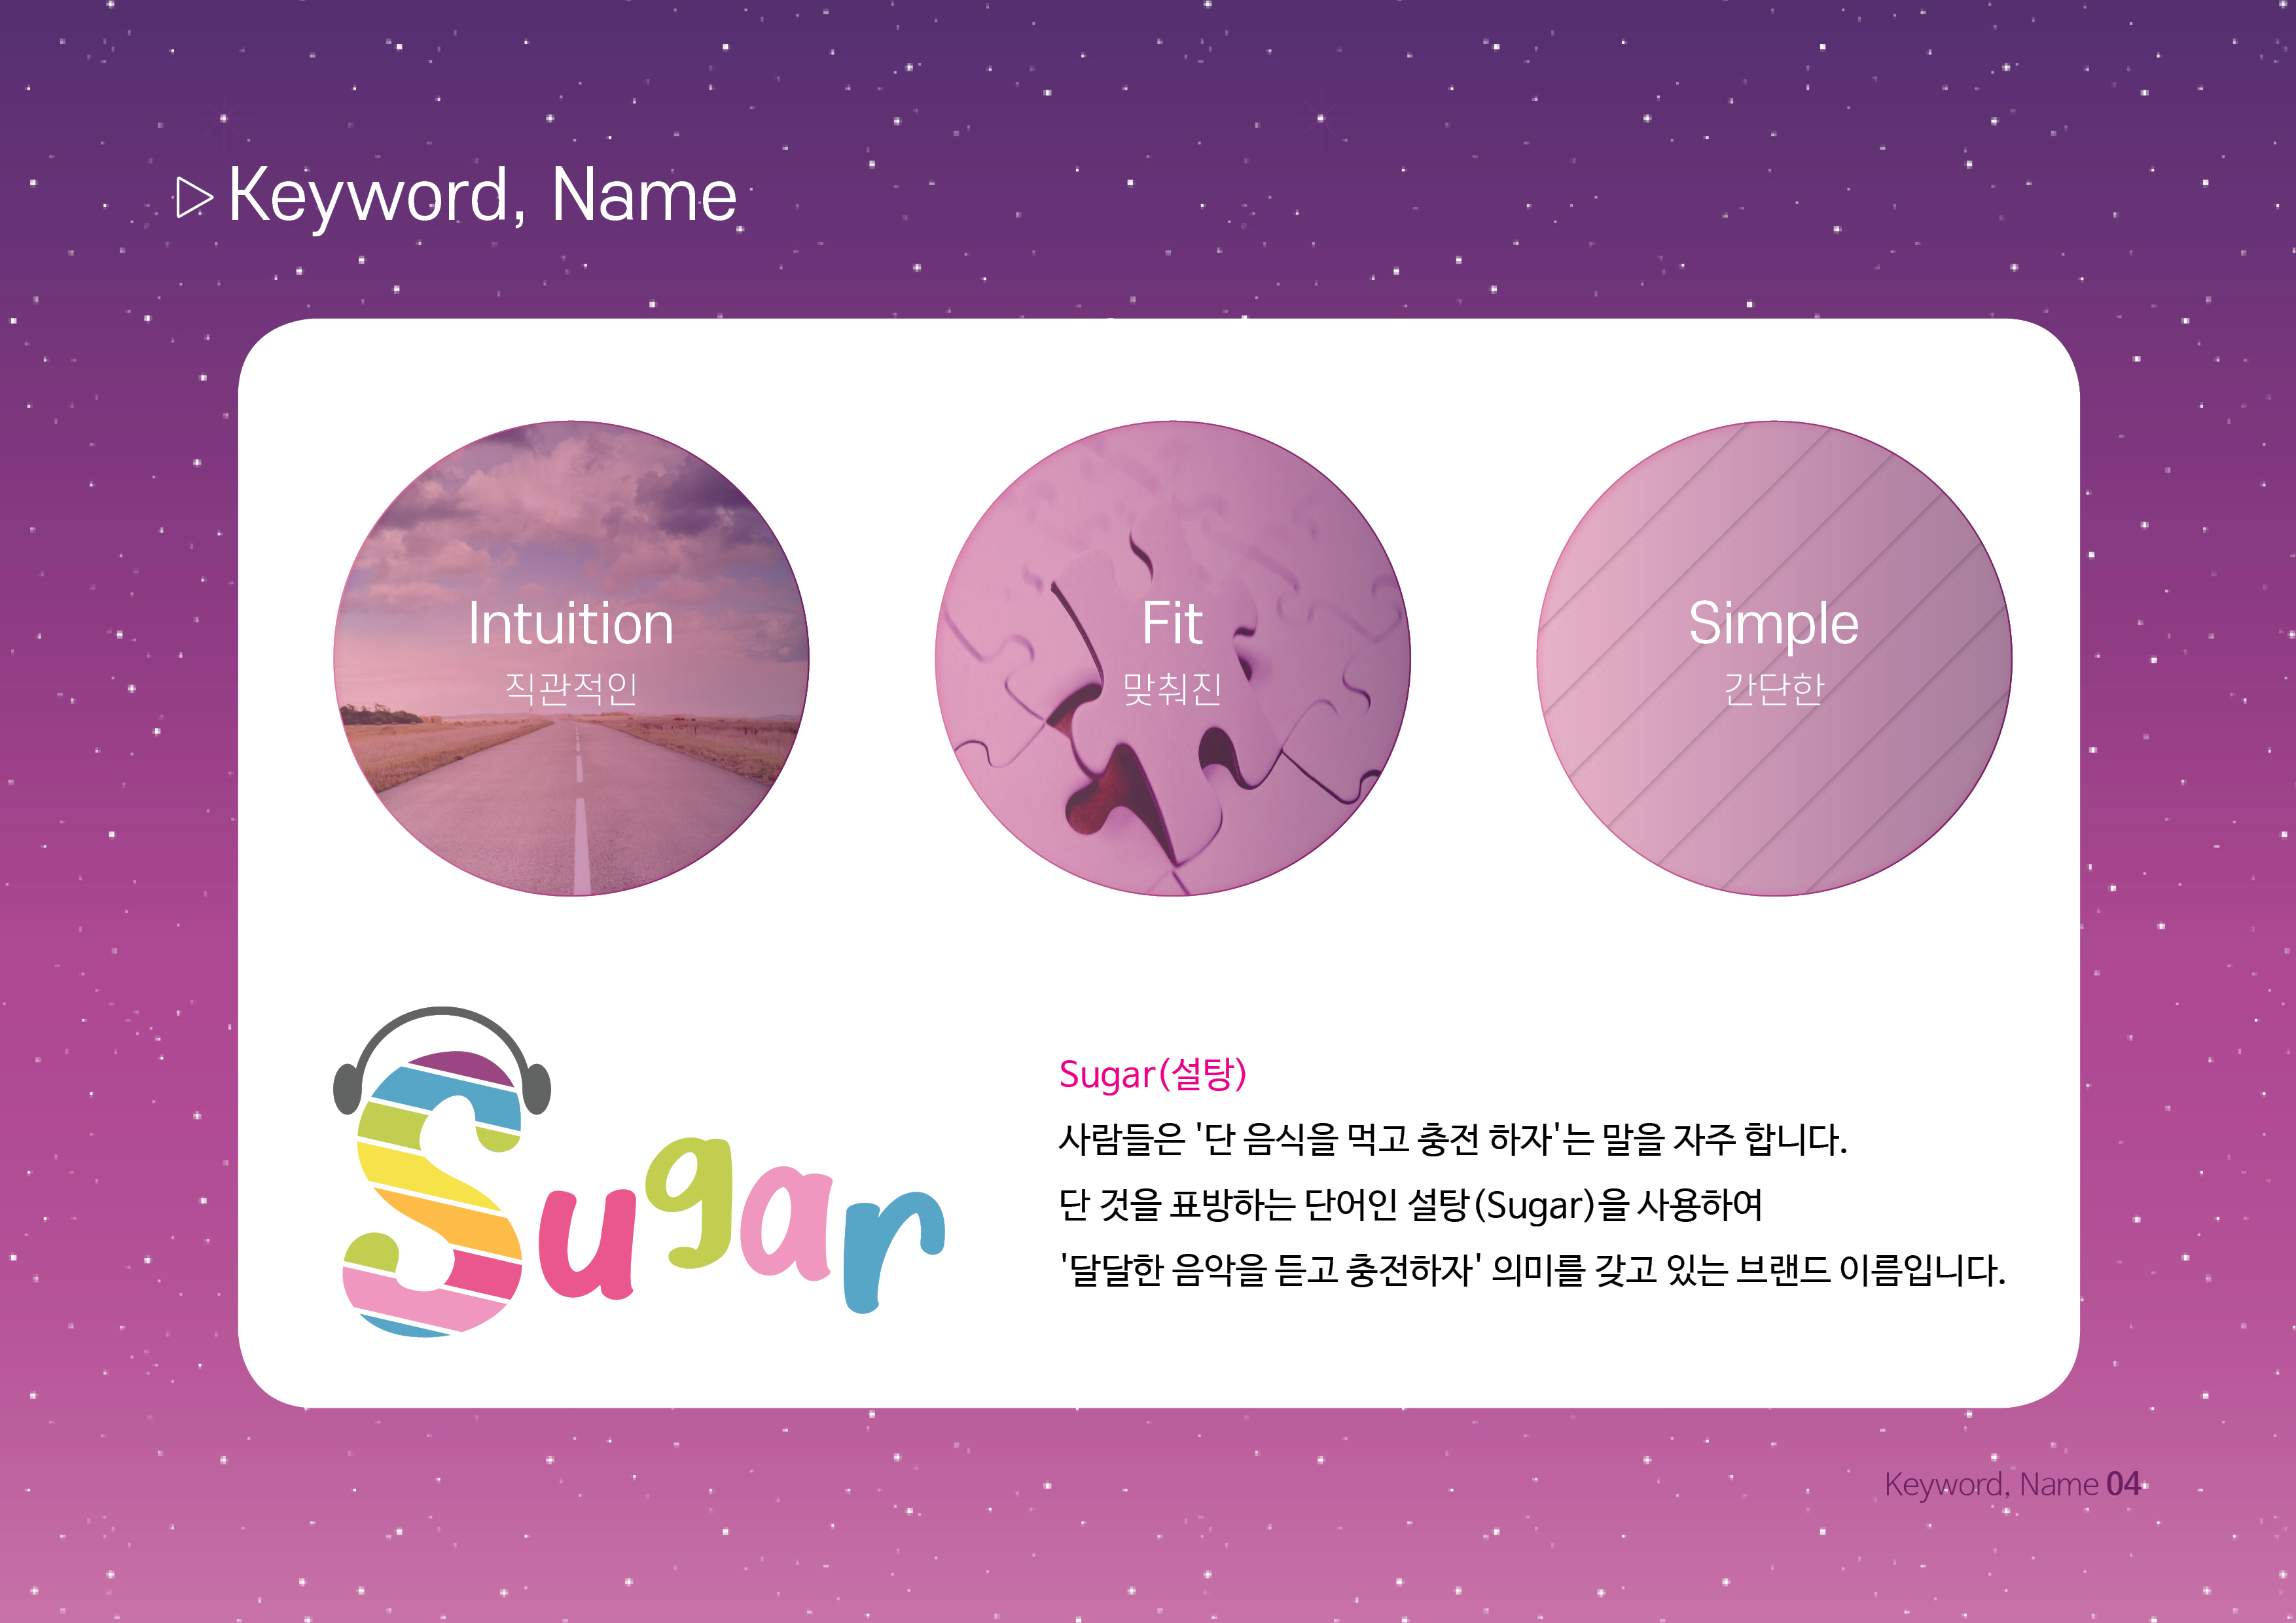 Keyword, Name
Intuition
직관적인
Fit
맞춰진
Simple
간단한
Sugar
Sugar(설탕)
사람들은 '단 음식을 먹고 충전 하자'는 말을 자주 합니다.
단 것을 표방하는 단어인 설탕(Sugar)을 사용하여
'달달한 음악을 듣고 충전하자' 의미를 갖고 있는 브랜드 이름입니다.
Keyword, Name 04